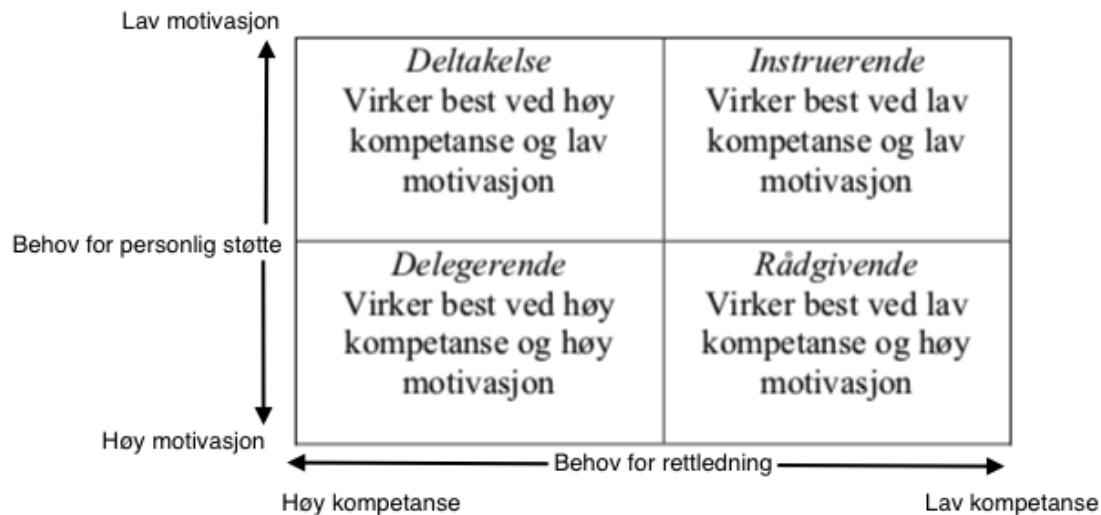 Lav motivasjon
Deltakelse
Virker best ved høy
kompetanse og lav
motivasjon
Instruerende
Virker best ved lav
kompetanse og lav
motivasjon
Behov for personlig støtte
Delegerende
Virker best ved høy
kompetanse og høy
motivasjon
Rådgivende
Virker best ved lav
kompetanse og høy
motivasjon
Høy motivasjon
Behov for rettledning
Høy kompetanse
Lav kompetanse